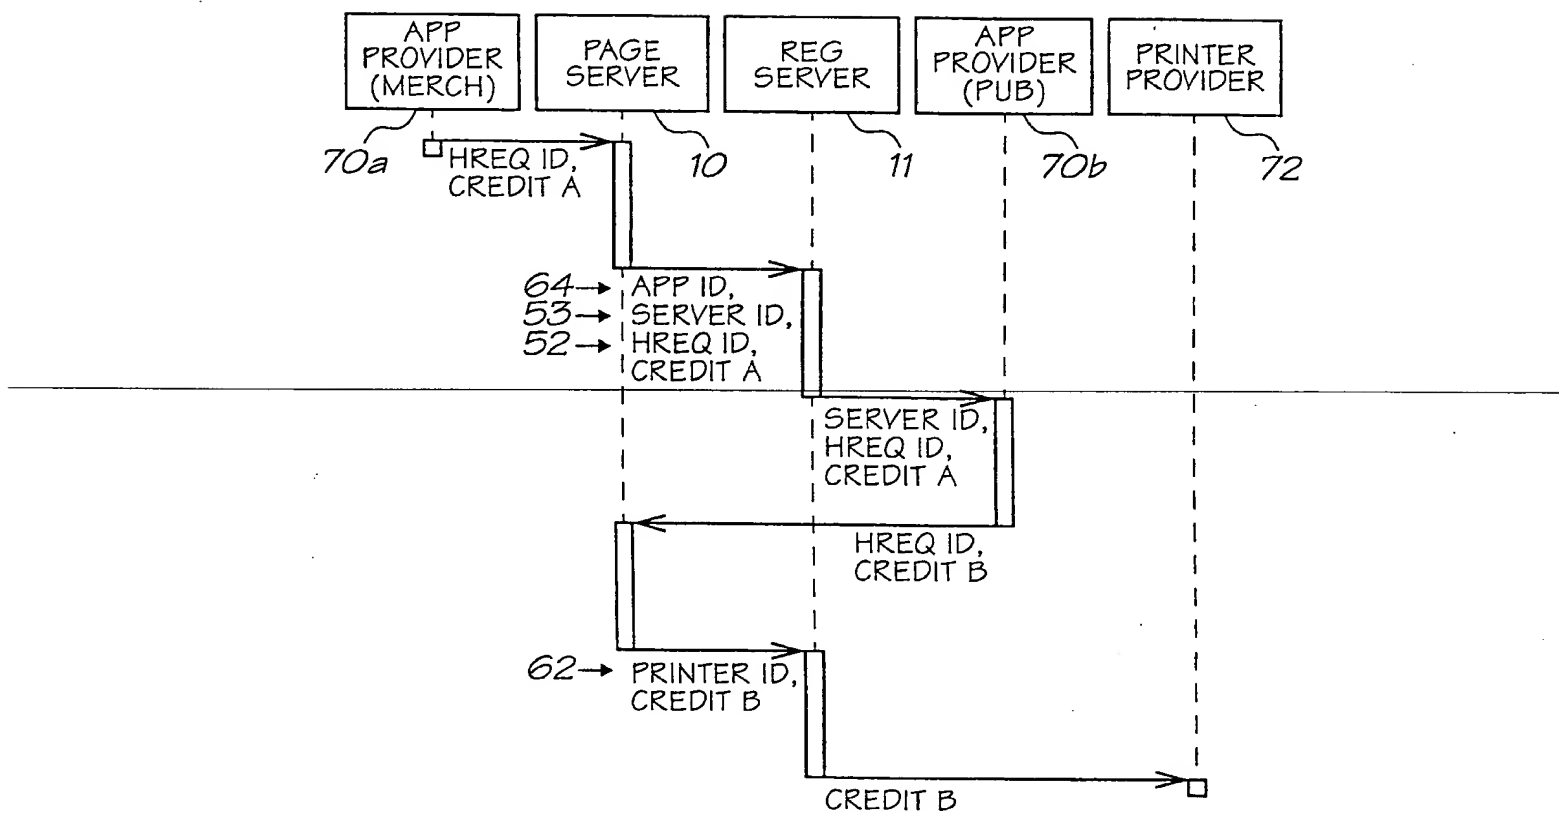 APP
PROVIDER
(MERCH)
PAGE
SERVER
REG
SERVER
APP
PROVIDER
(PUB)
PRINTER
PROVIDER
70a
10
11
70b
72
HREQ ID,
CREDIT A
64
APP ID,
53
SERVER ID,
52
HREQ ID,
CREDIT A
SERVER ID,
HREQ ID,
CREDIT A
HREQ ID,
CREDIT B
62
PRINTER ID,
CREDIT B
CREDIT B